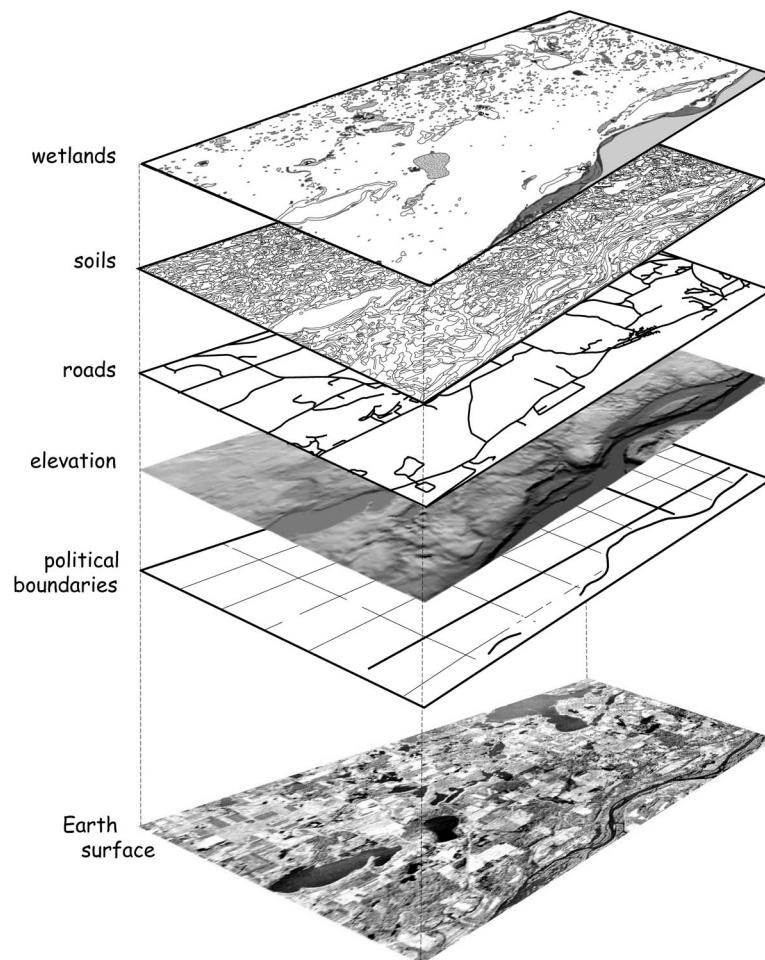 wetlands
soils
roads
elevation
political
boundaries
Earth
surface